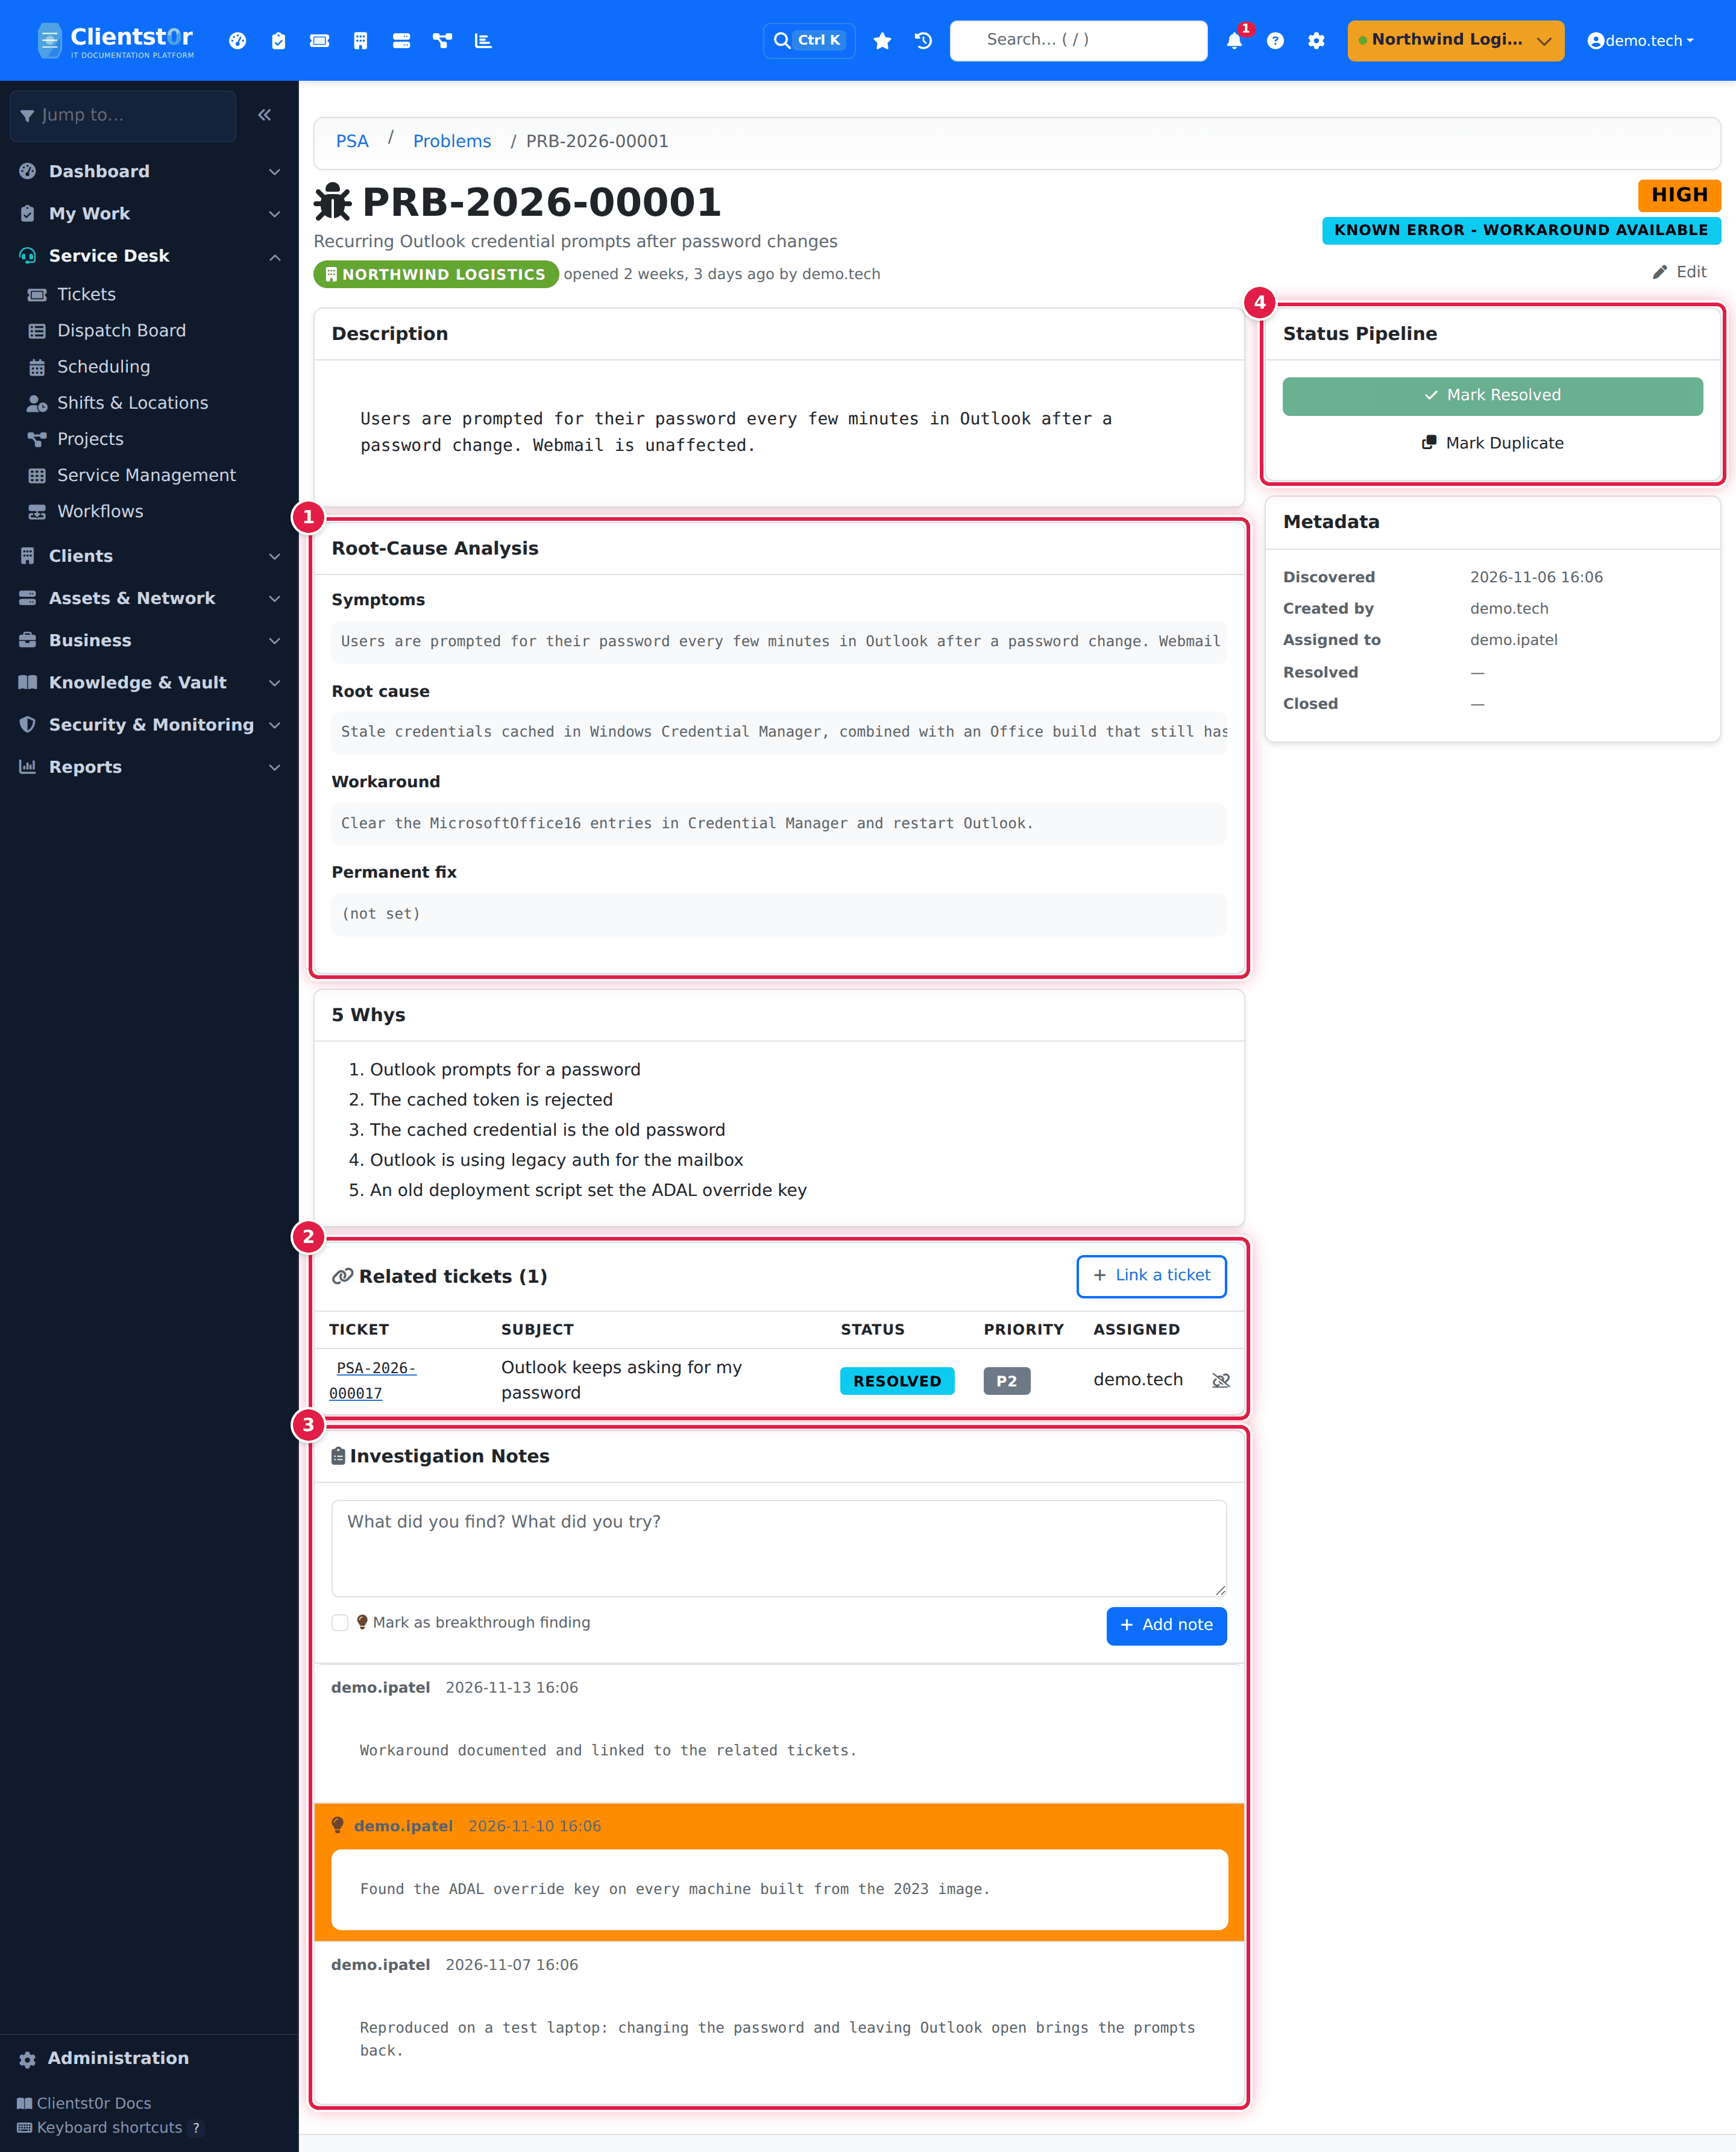 Clientst0r
IT DOCUMENTATION PLATFORM
Ctrl K
Search... ( / )
1
?
Northwind Logi...
demo.tech
Jump to...
Dashboard
My Work
Service Desk
Tickets
Dispatch Board
Scheduling
Shifts & Locations
Projects
Service Management
Workflows
Clients
Assets & Network
Business
Knowledge & Vault
Security & Monitoring
Reports
Administration
Clientst0r Docs
Keyboard shortcuts ?
PSA / Problems / PRB-2026-00001
PRB-2026-00001
Recurring Outlook credential prompts after password changes
NORTHWIND LOGISTICS opened 2 weeks, 3 days ago by demo.tech
HIGH
KNOWN ERROR - WORKAROUND AVAILABLE
Edit
Description
Users are prompted for their password every few minutes in Outlook after a
password change. Webmail is unaffected.
1
Root-Cause Analysis
Symptoms
Users are prompted for their password every few minutes in Outlook after a password change. Webmail
Root cause
Stale credentials cached in Windows Credential Manager, combined with an Office build that still has
Workaround
Clear the MicrosoftOffice16 entries in Credential Manager and restart Outlook.
Permanent fix
(not set)
5 Whys
1. Outlook prompts for a password
2. The cached token is rejected
3. The cached credential is the old password
4. Outlook is using legacy auth for the mailbox
5. An old deployment script set the ADAL override key
2
Related tickets (1)
+ Link a ticket
TICKET SUBJECT STATUS PRIORITY ASSIGNED
PSA-2026-
000017
Outlook keeps asking for my
password
RESOLVED
P2
demo.tech
3
Investigation Notes
What did you find? What did you try?
Mark as breakthrough finding
+ Add note
demo.ipatel 2026-11-13 16:06
Workaround documented and linked to the related tickets.
demo.ipatel 2026-11-10 16:06
Found the ADAL override key on every machine built from the 2023 image.
demo.ipatel 2026-11-07 16:06
Reproduced on a test laptop: changing the password and leaving Outlook open brings the prompts
back.
4
Status Pipeline
Mark Resolved
Mark Duplicate
Metadata
Discovered 2026-11-06 16:06
Created by demo.tech
Assigned to demo.ipatel
Resolved —
Closed —